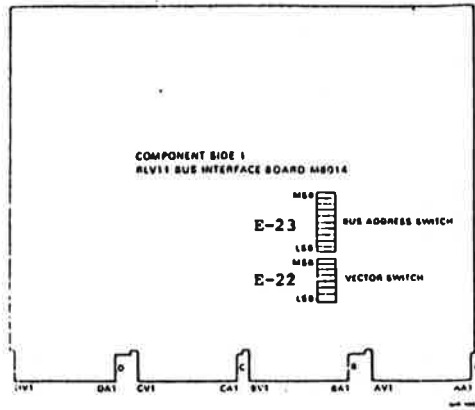 COMPONENT SIDE 1
RLV11 BUS INTERFACE BOARD M8014
MSB
E-23
BUS ADDRESS SWITCH
LSB
MSB
E-22
VECTOR SWITCH
LSB
DV1
DA1
D
CV1
CA1
C
BV1
BA1
B
AV1
AA1